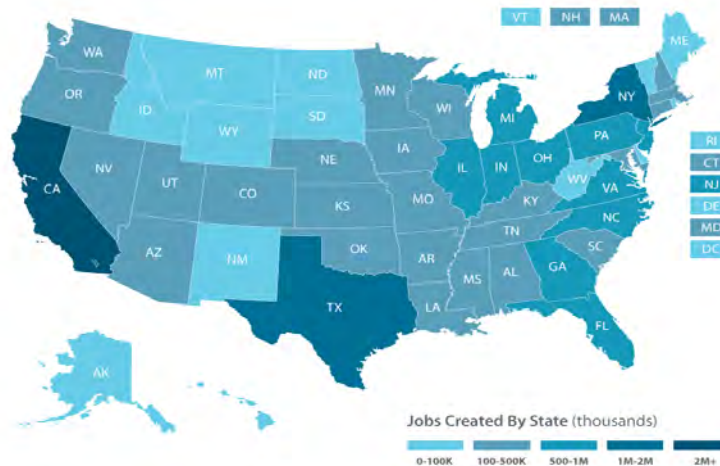 VT NH MA
WA MT ND MN ME
OR ID SD WI MI NY
WY IA PA
NV NE IL IN OH RI
CA UT CO KS MO WV VA CT
KY NJ
AZ NM OK AR TN NC DE
MS AL SC MD
TX LA GA DC
FL
AK
Jobs Created By State (thousands)
0-100K 100-500K 500-1M 1M-2M 2M+